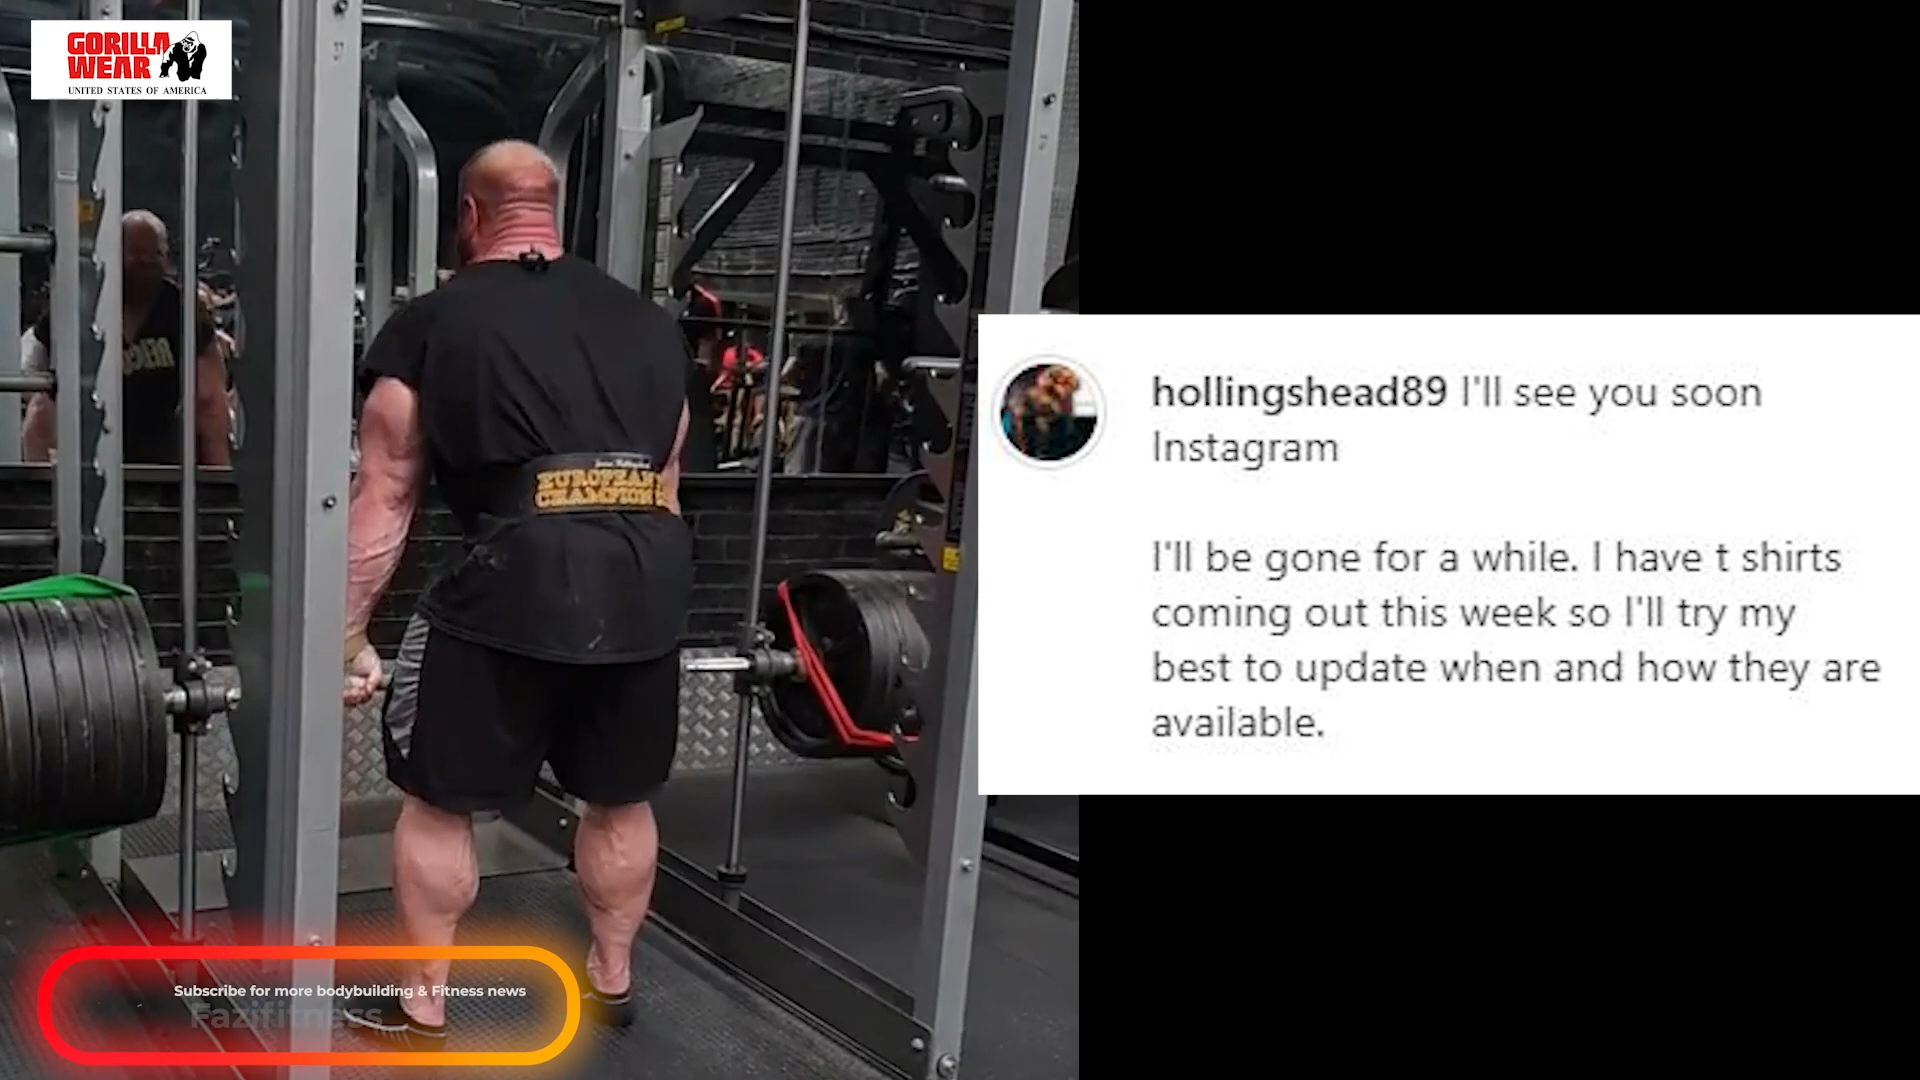 GORILLA
WEAR
UNITED STATES OF AMERICA
EUROPEAN
CHAMPION
hollingshead89 I'll see you soon
Instagram
I'll be gone for a while. I have t shirts
coming out this week so I'll try my
best to update when and how they are
available.
Subscribe for more bodybuilding & Fitness news
Fazifitness